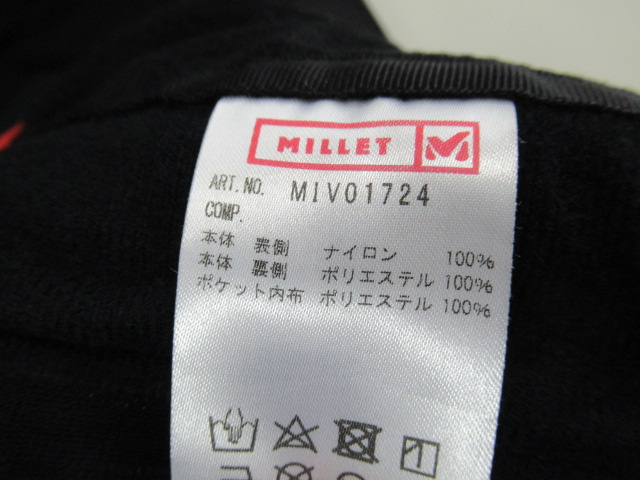 MILLET M
ART.NO. MIV01724
COMP.
本体 表側 ナイロン 100%
本体 裏側 ポリエステル 100%
ポケット内布 ポリエステル 100%